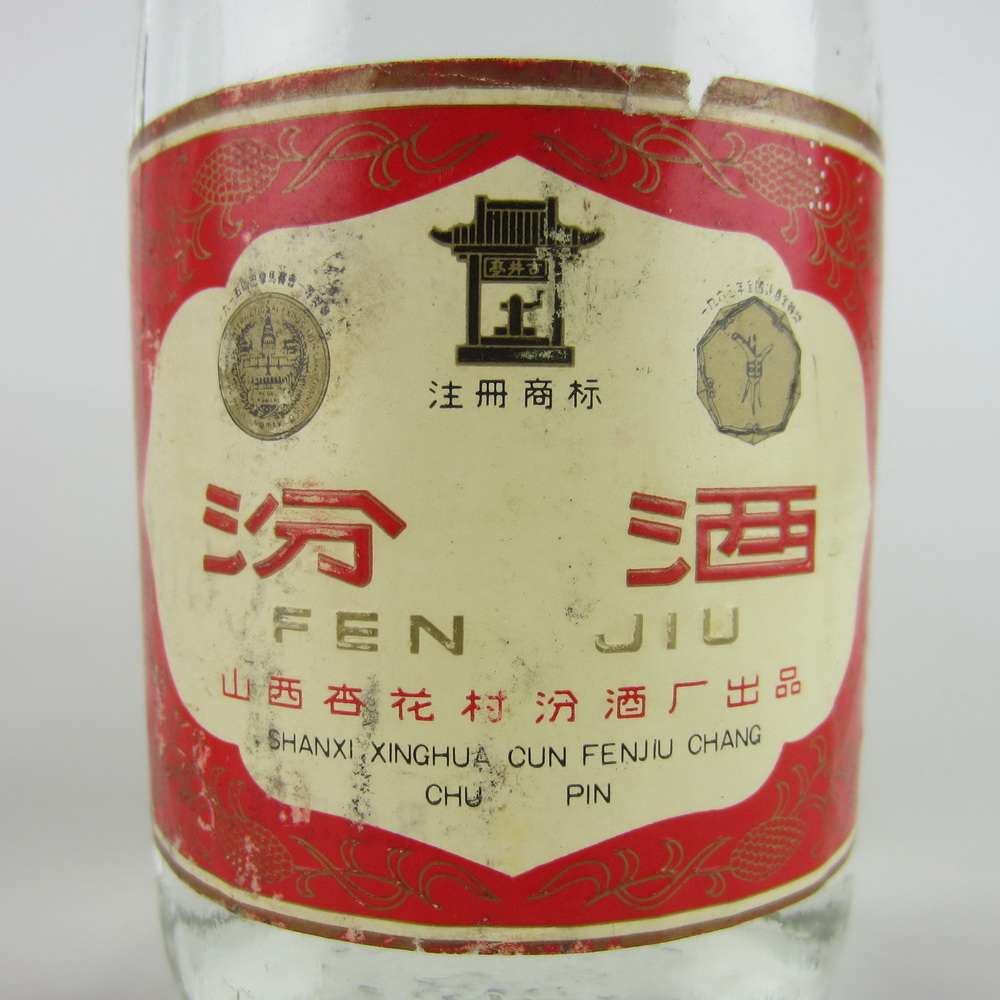 古井亭
注册商标
汾酒
FEN JIU
山西杏花村汾酒厂出品
SHANXI XINGHUA CUN FENJIU CHANG
CHU PIN